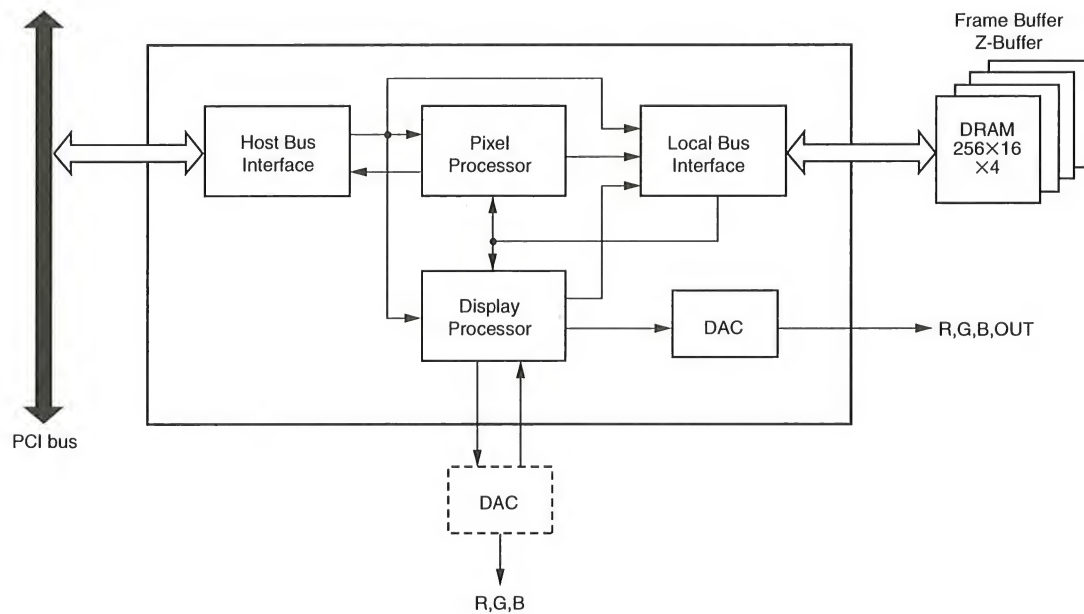 Frame Buffer
Z-Buffer
Host Bus
Interface
Pixel
Processor
Local Bus
Interface
DRAM
256×16
×4
Display
Processor
DAC
R,G,B,OUT
PCI bus
DAC
R,G,B